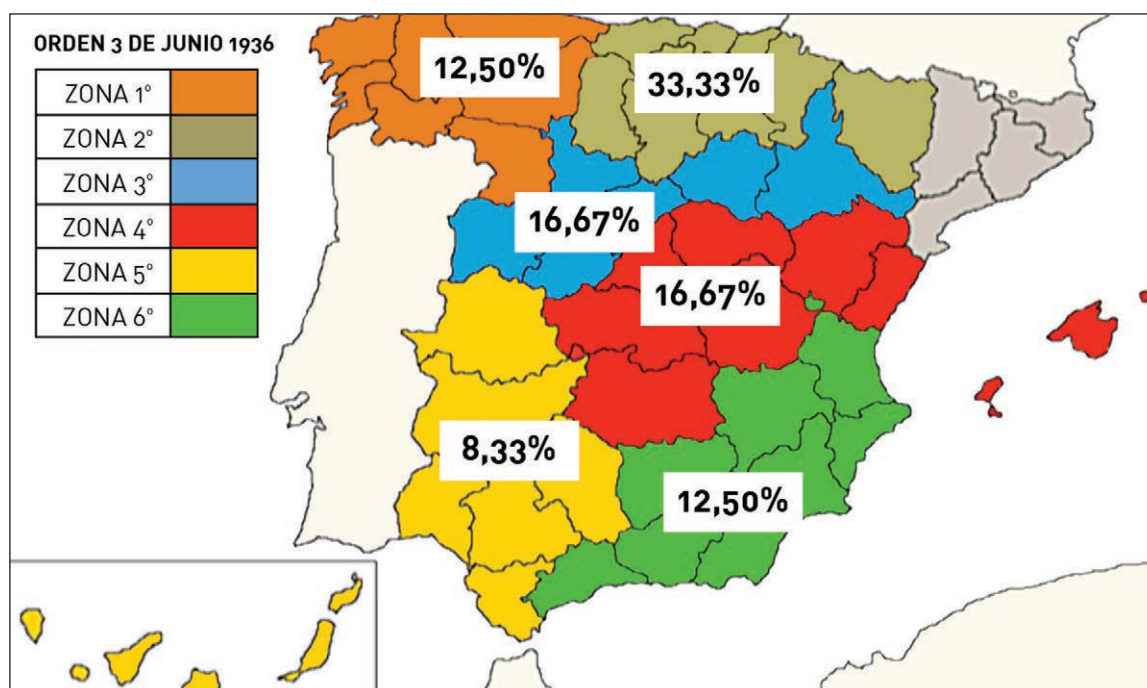 ORDEN 3 DE JUNIO 1936
ZONA 1°
ZONA 2°
ZONA 3°
ZONA 4°
ZONA 5°
ZONA 6°
12,50%
33,33%
16,67%
16,67%
8,33%
12,50%